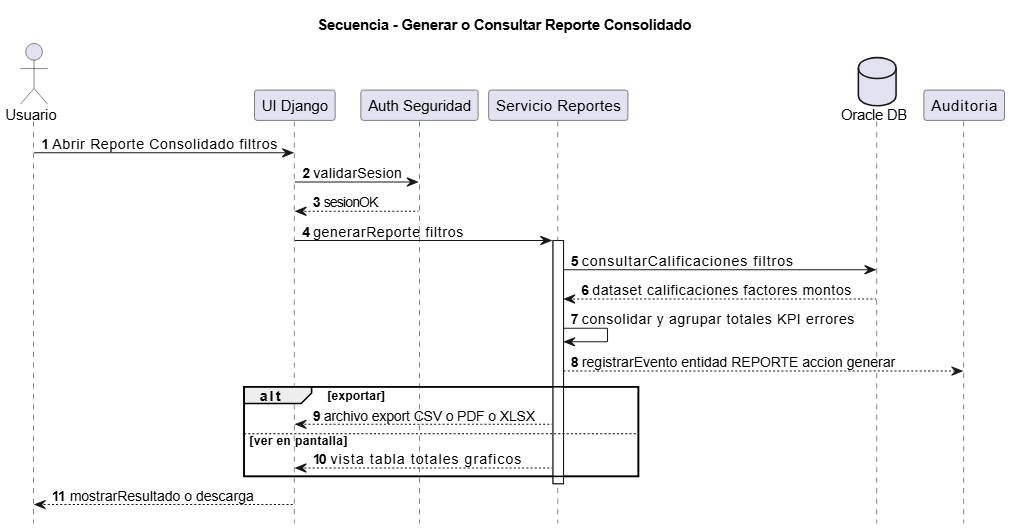 Secuencia - Generar o Consultar Reporte Consolidado
Usuario
UI Django
Auth Seguridad
Servicio Reportes
Oracle DB
Auditoria
1 Abrir Reporte Consolidado filtros
2 validarSesion
3 sesionOK
4 generarReporte filtros
5 consultarCalificaciones filtros
6 dataset calificaciones factores montos
7 consolidar y agrupar totales KPI errores
8 registrarEvento entidad REPORTE accion generar
alt [exportar]
9 archivo export CSV o PDF o XLSX
[ver en pantalla]
10 vista tabla totales graficos
11 mostrarResultado o descarga